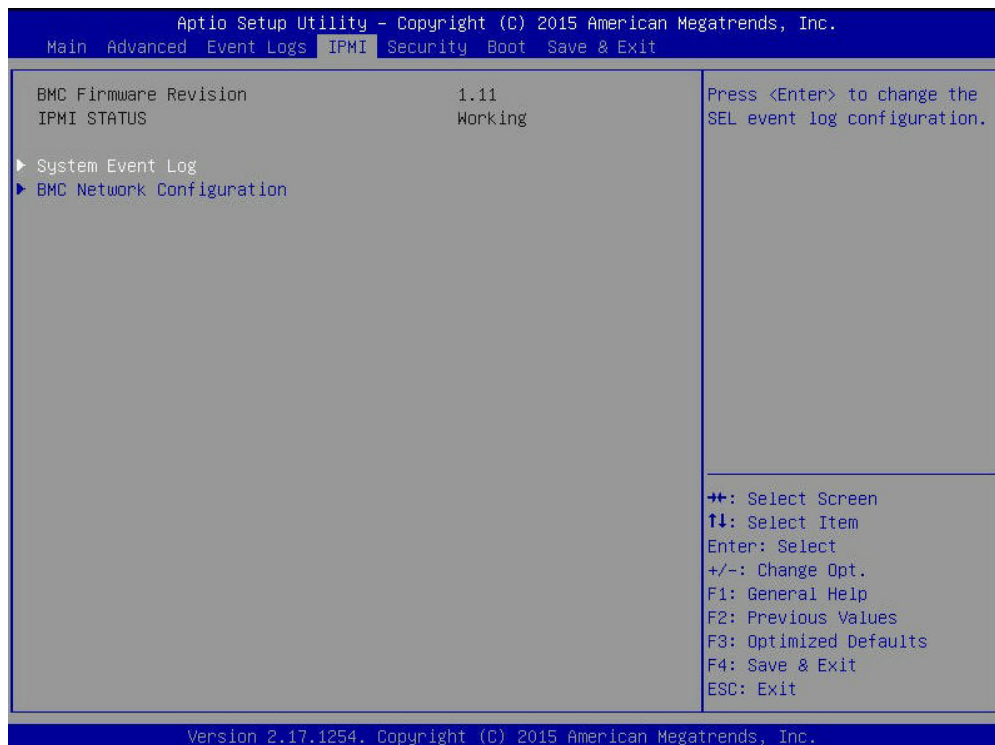 Aptio Setup Utility - Copyright (C) 2015 American Megatrends, Inc.
Main Advanced Event Logs IPMI Security Boot Save & Exit
BMC Firmware Revision 1.11
IPMI STATUS Working
System Event Log
BMC Network Configuration
Press <Enter> to change the
SEL event log configuration.
→←: Select Screen
↑↓: Select Item
Enter: Select
+/-: Change Opt.
F1: General Help
F2: Previous Values
F3: Optimized Defaults
F4: Save & Exit
ESC: Exit
Version 2.17.1254. Copyright (C) 2015 American Megatrends, Inc.